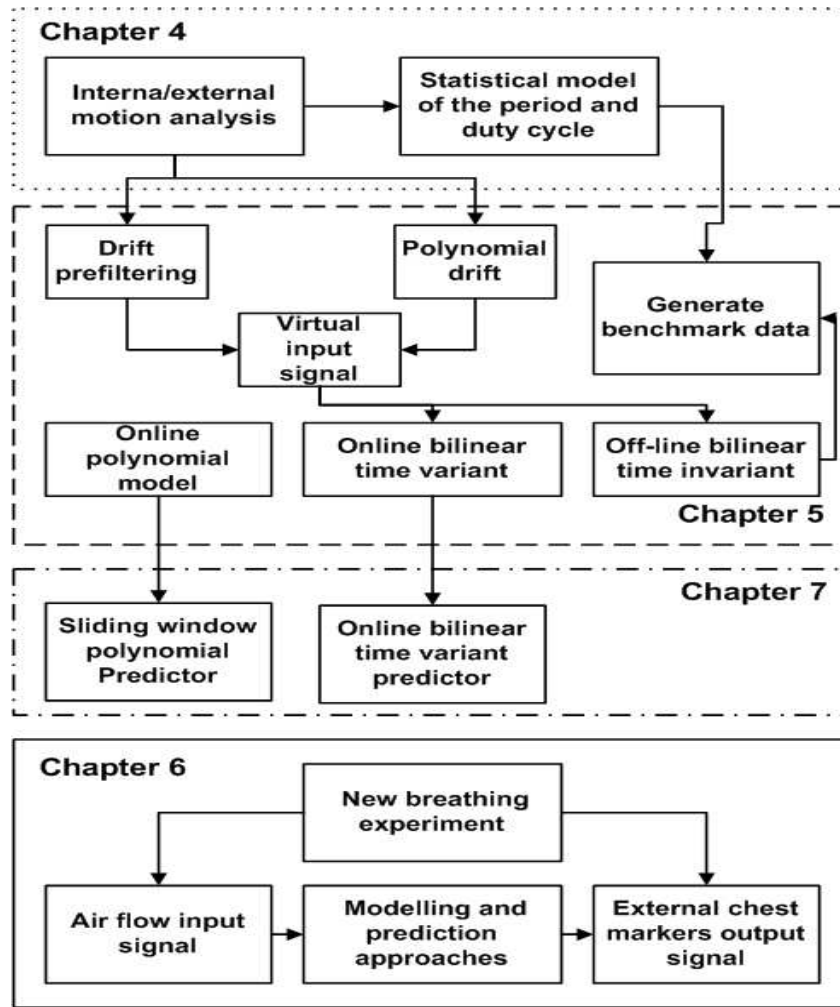 Chapter 4
Interna/external
motion analysis
Statistical model
of the period and
duty cycle
Drift
prefiltering
Polynomial
drift
Generate
benchmark data
Virtual
input
signal
Online
polynomial
model
Online bilinear
time variant
Off-line bilinear
time invariant
Chapter 5
Chapter 7
Sliding window
polynomial
Predictor
Online bilinear
time variant
predictor
Chapter 6
New breathing
experiment
Air flow input
signal
Modelling and
prediction
approaches
External chest
markers output
signal